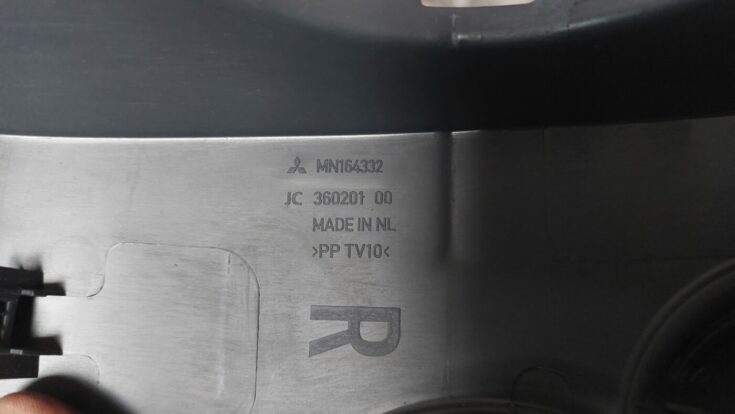 MN164332
JC 360201 00
MADE IN NL
>PP TV10<
R